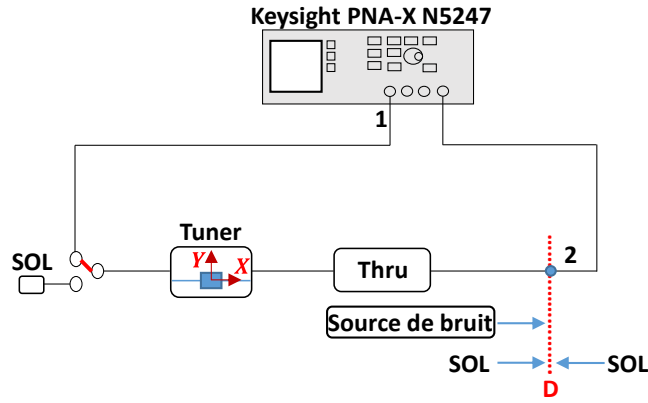 Keysight PNA-X N5247
1
Tuner
SOL
Y
X
Thru
2
Source de bruit
SOL
SOL
D